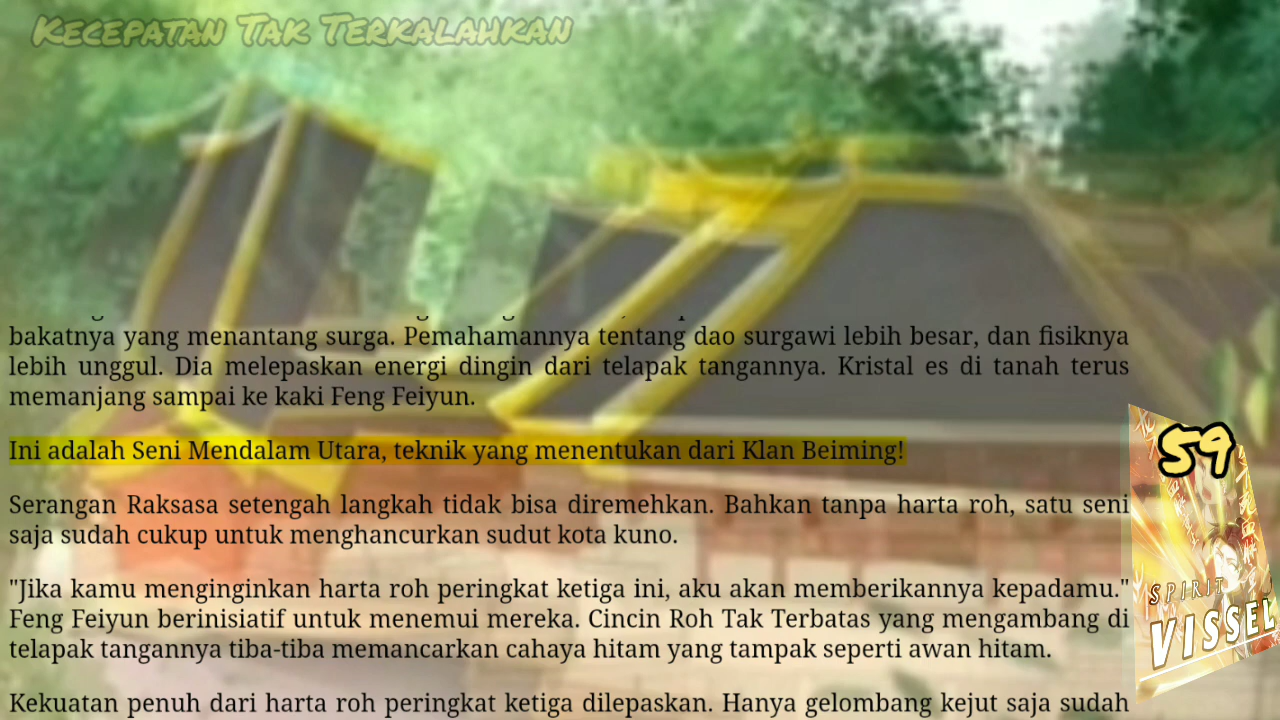 Kecepatan Tak Terkalahkan
bakatnya yang menantang surga. Pemahamannya tentang dao surgawi lebih besar, dan fisiknya
lebih unggul. Dia melepaskan energi dingin dari telapak tangannya. Kristal es di tanah terus
memanjang sampai ke kaki Feng Feiyun.
Ini adalah Seni Mendalam Utara, teknik yang menentukan dari Klan Beiming!
Serangan Raksasa setengah langkah tidak bisa diremehkan. Bahkan tanpa harta roh, satu seni
saja sudah cukup untuk menghancurkan sudut kota kuno.
"Jika kamu menginginkan harta roh peringkat ketiga ini, aku akan memberikannya kepadamu."
Feng Feiyun berinisiatif untuk menemui mereka. Cincin Roh Tak Terbatas yang mengambang di
telapak tangannya tiba-tiba memancarkan cahaya hitam yang tampak seperti awan hitam.
Kekuatan penuh dari harta roh peringkat ketiga dilepaskan. Hanya gelombang kejut saja sudah
59
SPIRIT
VISSEL